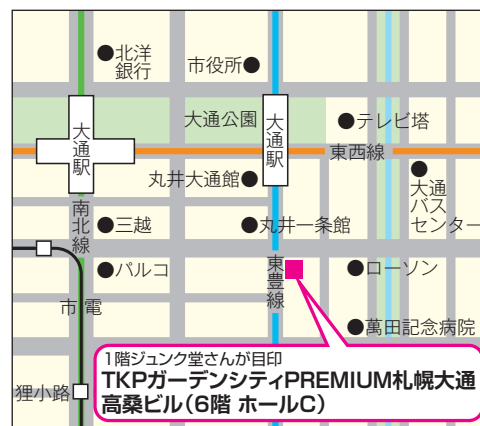 北洋
銀行
市役所
大通駅
大通公園
大通駅
テレビ塔
東西線
丸井大通館
大通
バス
センター
南北線
三越
丸井一条館
パルコ
東豊線
ローソン
市電
萬田記念病院
1階ジュンク堂さんが目印
TKPガーデンシティPREMIUM札幌大通
高桑ビル（6階 ホールC）
狸小路